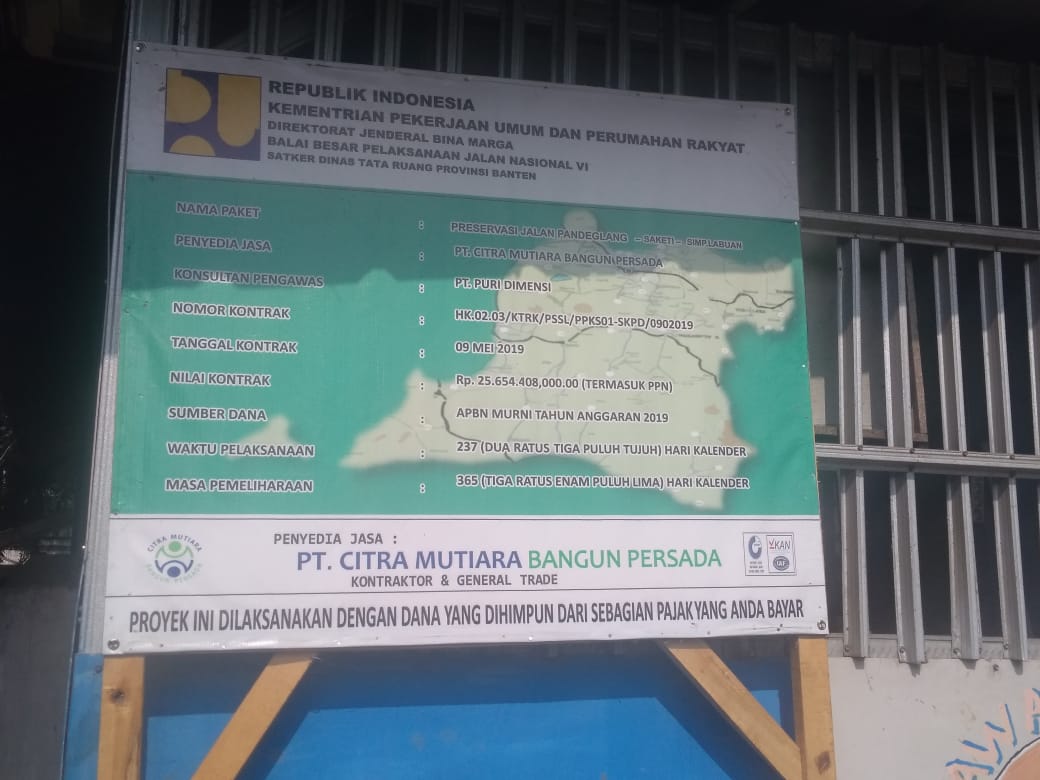 REPUBLIK INDONESIA
KEMENTRIAN PEKERJAAN UMUM DAN PERUMAHAN RAKYAT
DIREKTORAT JENDERAL BINA MARGA
BALAI BESAR PELAKSANAAN JALAN NASIONAL VI
SATKER DINAS TATA RUANG PROVINSI BANTEN
NAMA PAKET : PRESERVASI JALAN PANDEGLANG – SAKETI – SIMP.LABUAN
PENYEDIA JASA : PT. CITRA MUTIARA BANGUN PERSADA
KONSULTAN PENGAWAS : PT. PURI DIMENSI
NOMOR KONTRAK : HK.02.03/KTRK/PSSL/PPKS01-SKPD/0902019
TANGGAL KONTRAK : 09 MEI 2019
NILAI KONTRAK : Rp. 25.654.408,000.00 (TERMASUK PPN)
SUMBER DANA : APBN MURNI TAHUN ANGGARAN 2019
WAKTU PELAKSANAAN : 237 (DUA RATUS TIGA PULUH TUJUH) HARI KALENDER
MASA PEMELIHARAAN : 365 (TIGA RATUS ENAM PULUH LIMA) HARI KALENDER
CITRA MUTIARA
BANGUN PERSADA
PENYEDIA JASA :
PT. CITRA MUTIARA BANGUN PERSADA
KONTRAKTOR & GENERAL TRADE
KAN
IAF
PROYEK INI DILAKSANAKAN DENGAN DANA YANG DIHIMPUN DARI SEBAGIAN PAJAK YANG ANDA BAYAR